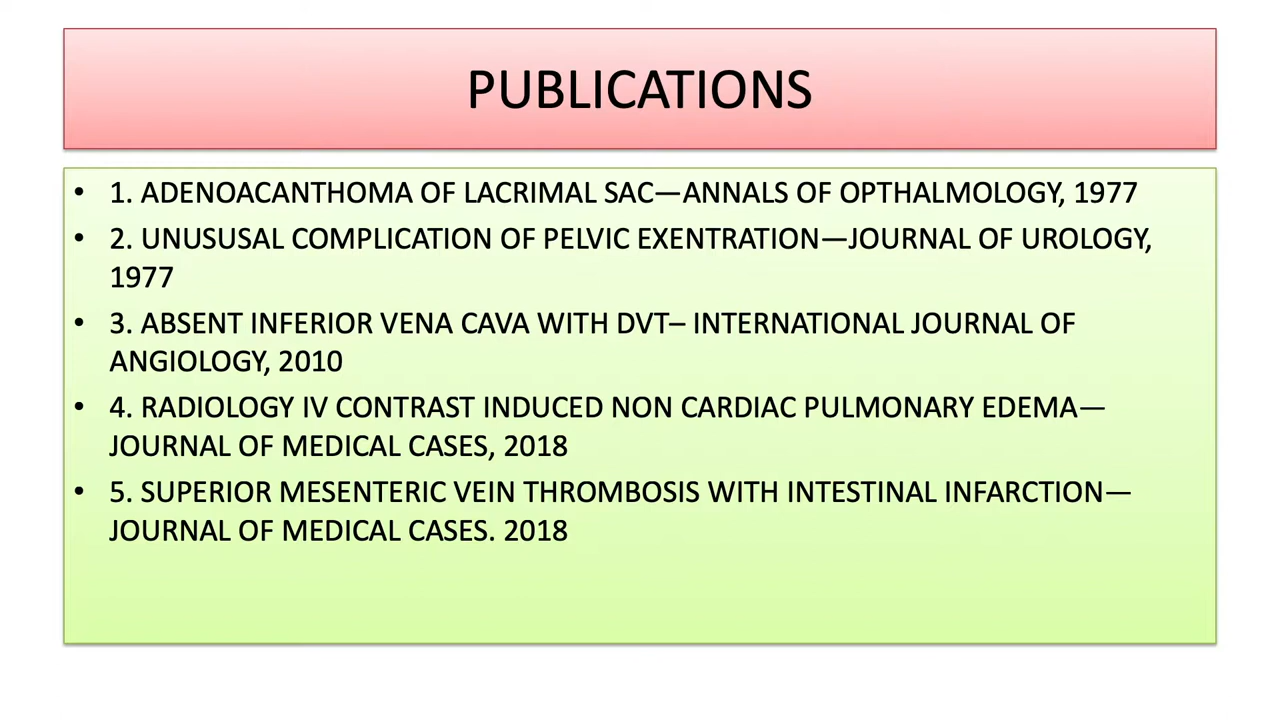 PUBLICATIONS
• 1. ADENOACANTHOMA OF LACRIMAL SAC—ANNALS OF OPTHALMOLOGY, 1977
• 2. UNUSUSAL COMPLICATION OF PELVIC EXENTRATION—JOURNAL OF UROLOGY,
1977
• 3. ABSENT INFERIOR VENA CAVA WITH DVT– INTERNATIONAL JOURNAL OF
ANGIOLOGY, 2010
• 4. RADIOLOGY IV CONTRAST INDUCED NON CARDIAC PULMONARY EDEMA—
JOURNAL OF MEDICAL CASES, 2018
• 5. SUPERIOR MESENTERIC VEIN THROMBOSIS WITH INTESTINAL INFARCTION—
JOURNAL OF MEDICAL CASES. 2018